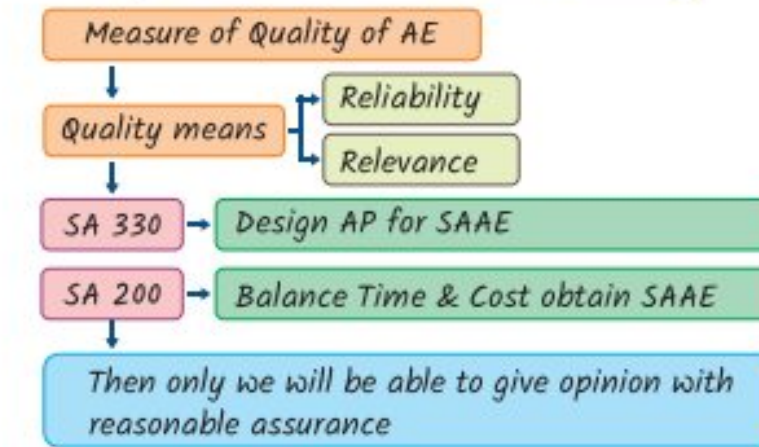 Measure of Quality of AE
Quality means
Reliability
Relevance
SA 330
Design AP for SAAE
SA 200
Balance Time & Cost obtain SAAE
Then only we will be able to give opinion with
reasonable assurance